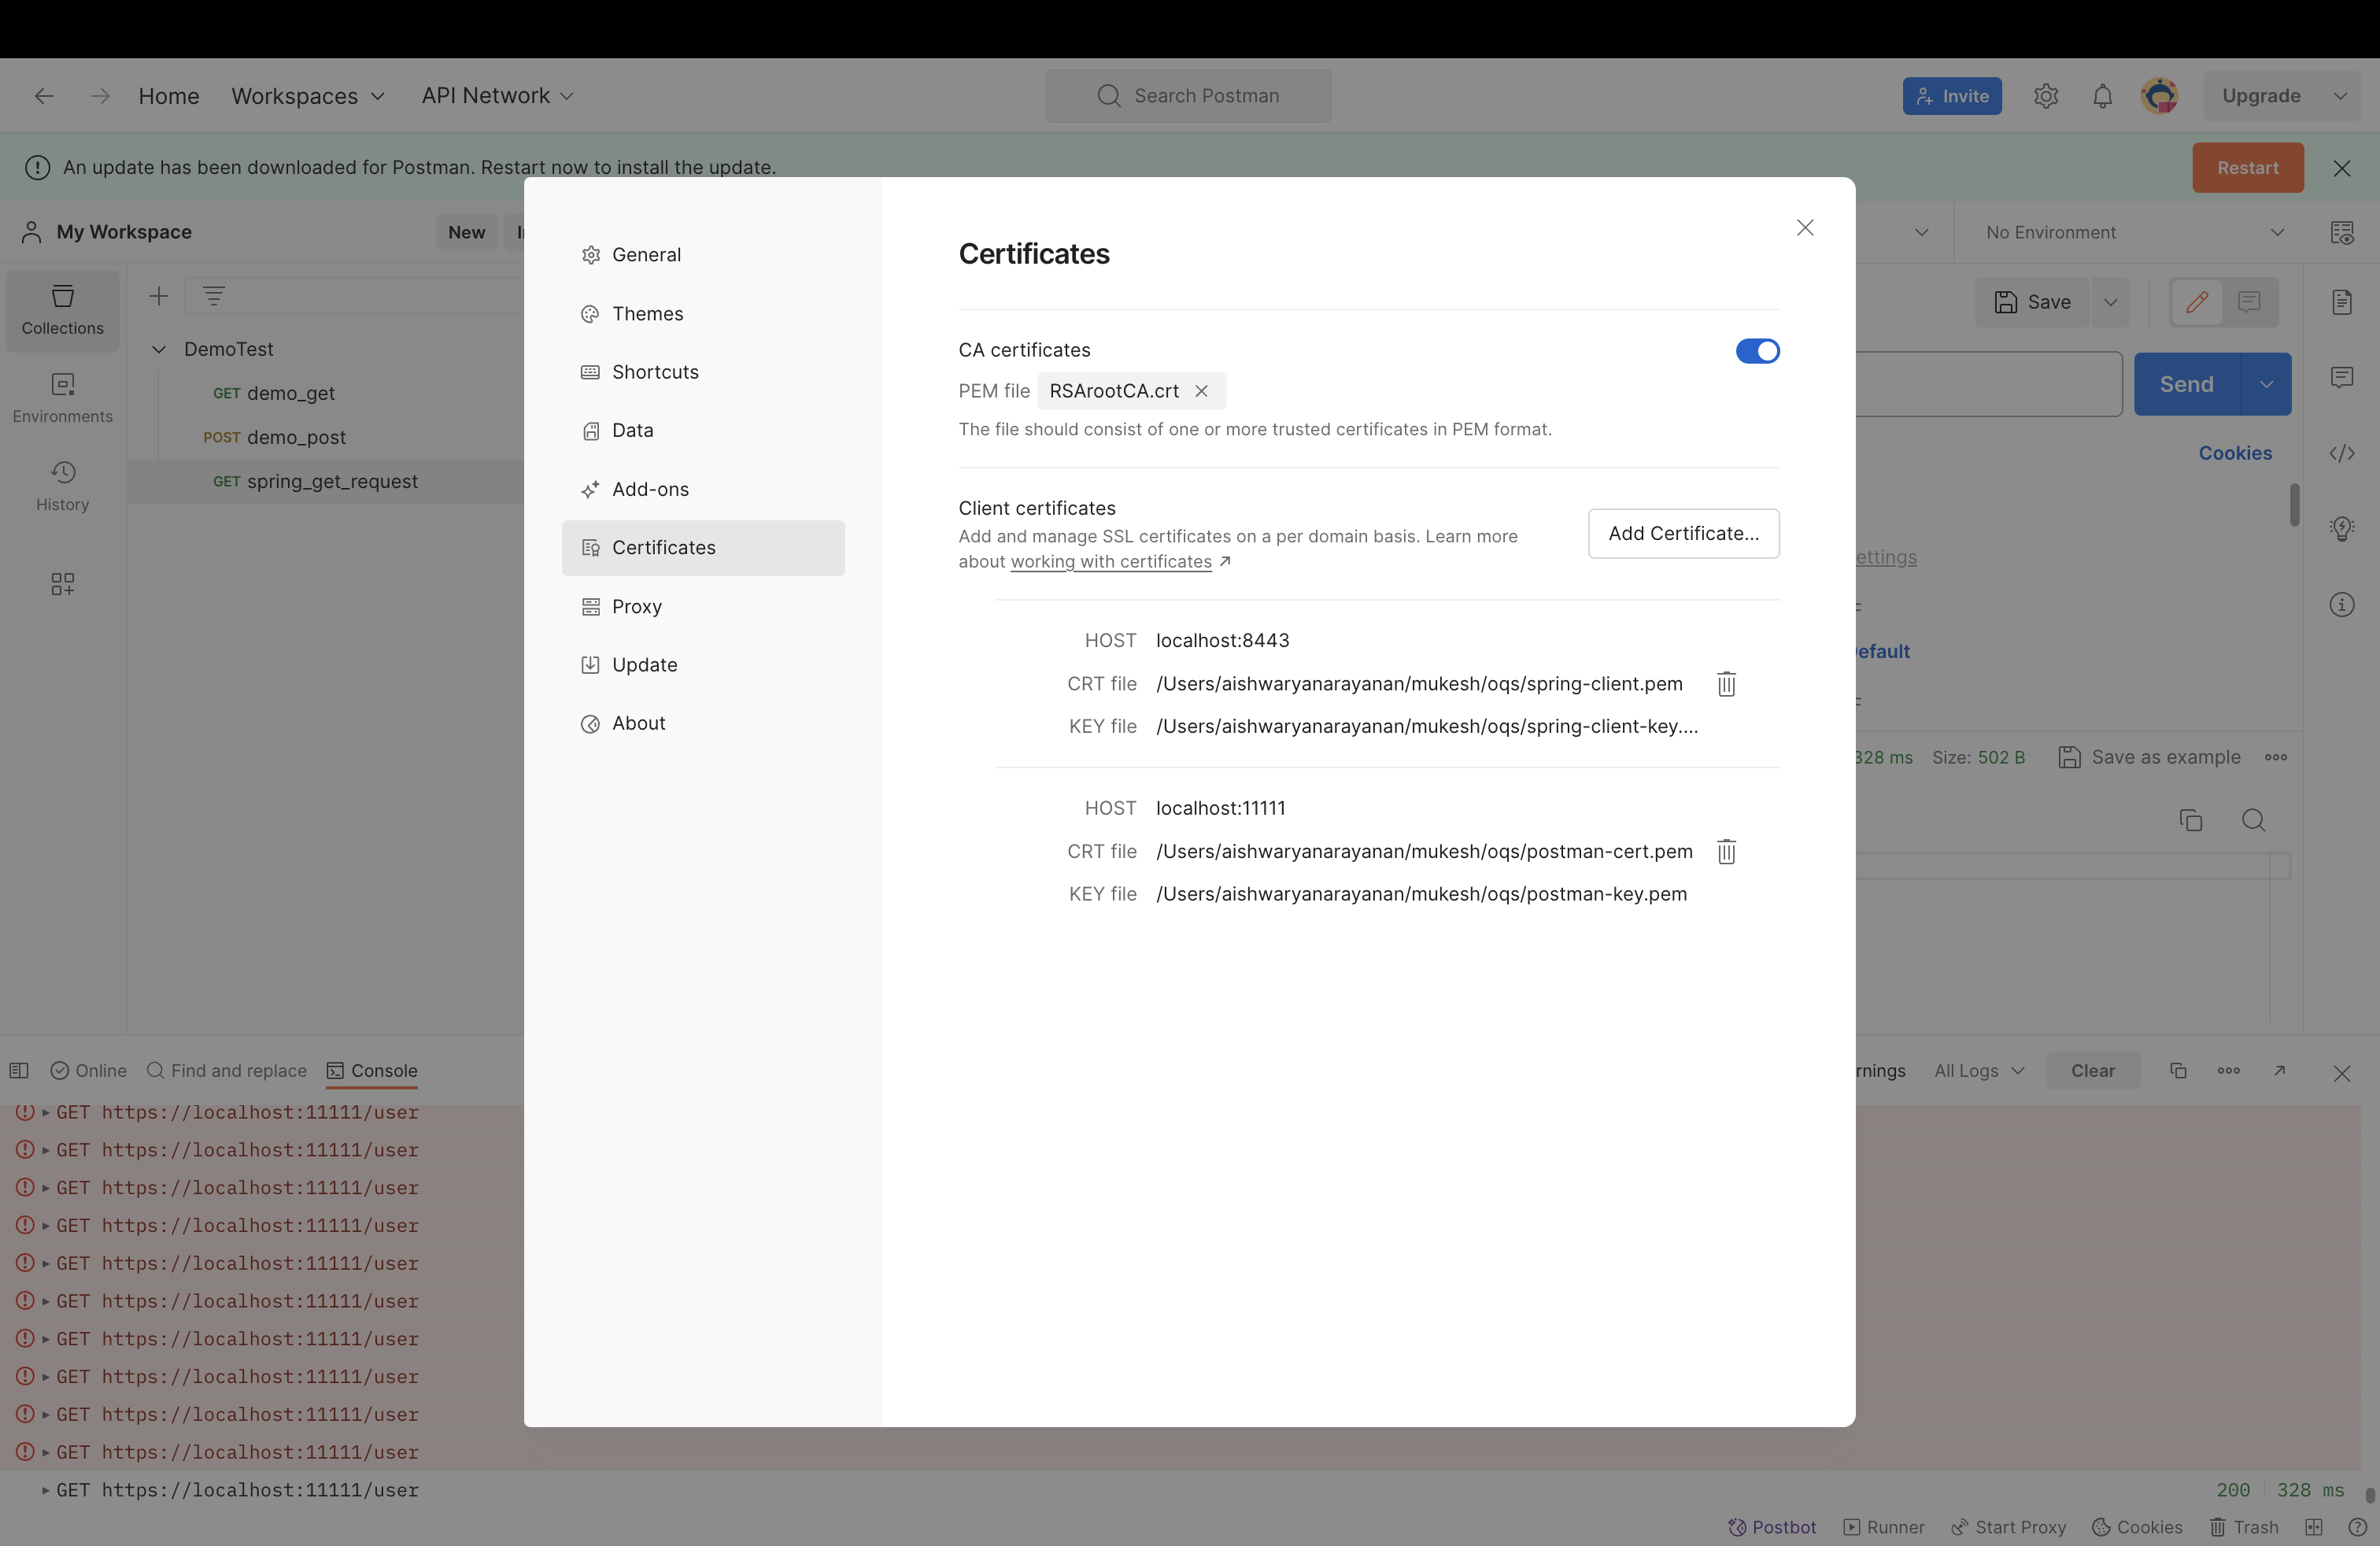 Home Workspaces API Network Search Postman Invite Upgrade
An update has been downloaded for Postman. Restart now to install the update. Restart
My Workspace New No Environment
Collections
Environments
History
DemoTest
GET demo_get
POST demo_post
GET spring_get_request
General
Themes
Shortcuts
Data
Add-ons
Certificates
Proxy
Update
About
Certificates
CA certificates
PEM file RSArootCA.crt
The file should consist of one or more trusted certificates in PEM format.
Client certificates
Add and manage SSL certificates on a per domain basis. Learn more
about working with certificates ↗
Add Certificate...
HOST localhost:8443
CRT file /Users/aishwaryanarayanan/mukesh/oqs/spring-client.pem
KEY file /Users/aishwaryanarayanan/mukesh/oqs/spring-client-key....
HOST localhost:11111
CRT file /Users/aishwaryanarayanan/mukesh/oqs/postman-cert.pem
KEY file /Users/aishwaryanarayanan/mukesh/oqs/postman-key.pem
Save
Send
Cookies
ettings
efault
328 ms Size: 502 B Save as example
Online Find and replace Console rnings All Logs Clear
GET https://localhost:11111/user
GET https://localhost:11111/user
GET https://localhost:11111/user
GET https://localhost:11111/user
GET https://localhost:11111/user
GET https://localhost:11111/user
GET https://localhost:11111/user
GET https://localhost:11111/user
GET https://localhost:11111/user
GET https://localhost:11111/user
GET https://localhost:11111/user 200 328 ms
Postbot Runner Start Proxy Cookies Trash